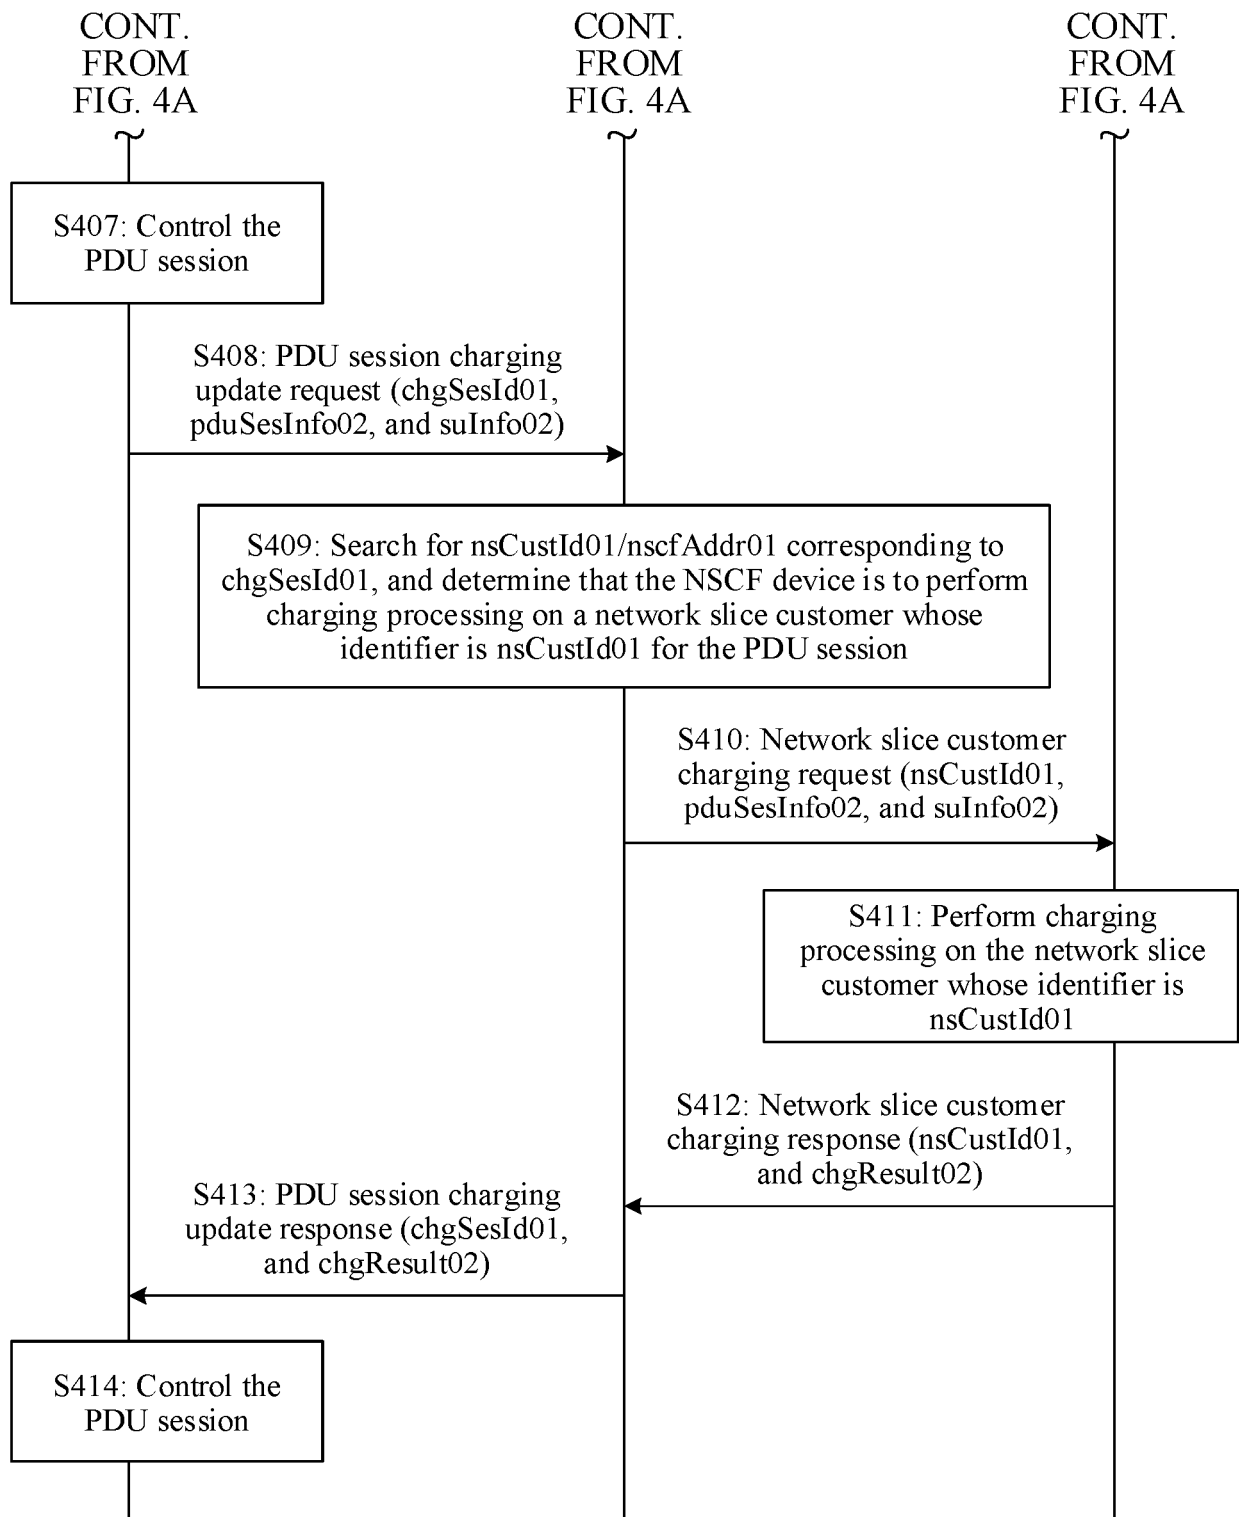 CONT.
FROM
FIG. 4A
CONT.
FROM
FIG. 4A
CONT.
FROM
FIG. 4A
S407: Control the
PDU session
S408: PDU session charging
update request (chgSesId01,
pduSesInfo02, and suInfo02)
S409: Search for nsCustId01/nscfAddr01 corresponding to
chgSesId01, and determine that the NSCF device is to perform
charging processing on a network slice customer whose
identifier is nsCustId01 for the PDU session
S410: Network slice customer
charging request (nsCustId01,
pduSesInfo02, and suInfo02)
S411: Perform charging
processing on the network slice
customer whose identifier is
nsCustId01
S412: Network slice customer
charging response (nsCustId01,
and chgResult02)
S413: PDU session charging
update response (chgSesId01,
and chgResult02)
S414: Control the
PDU session